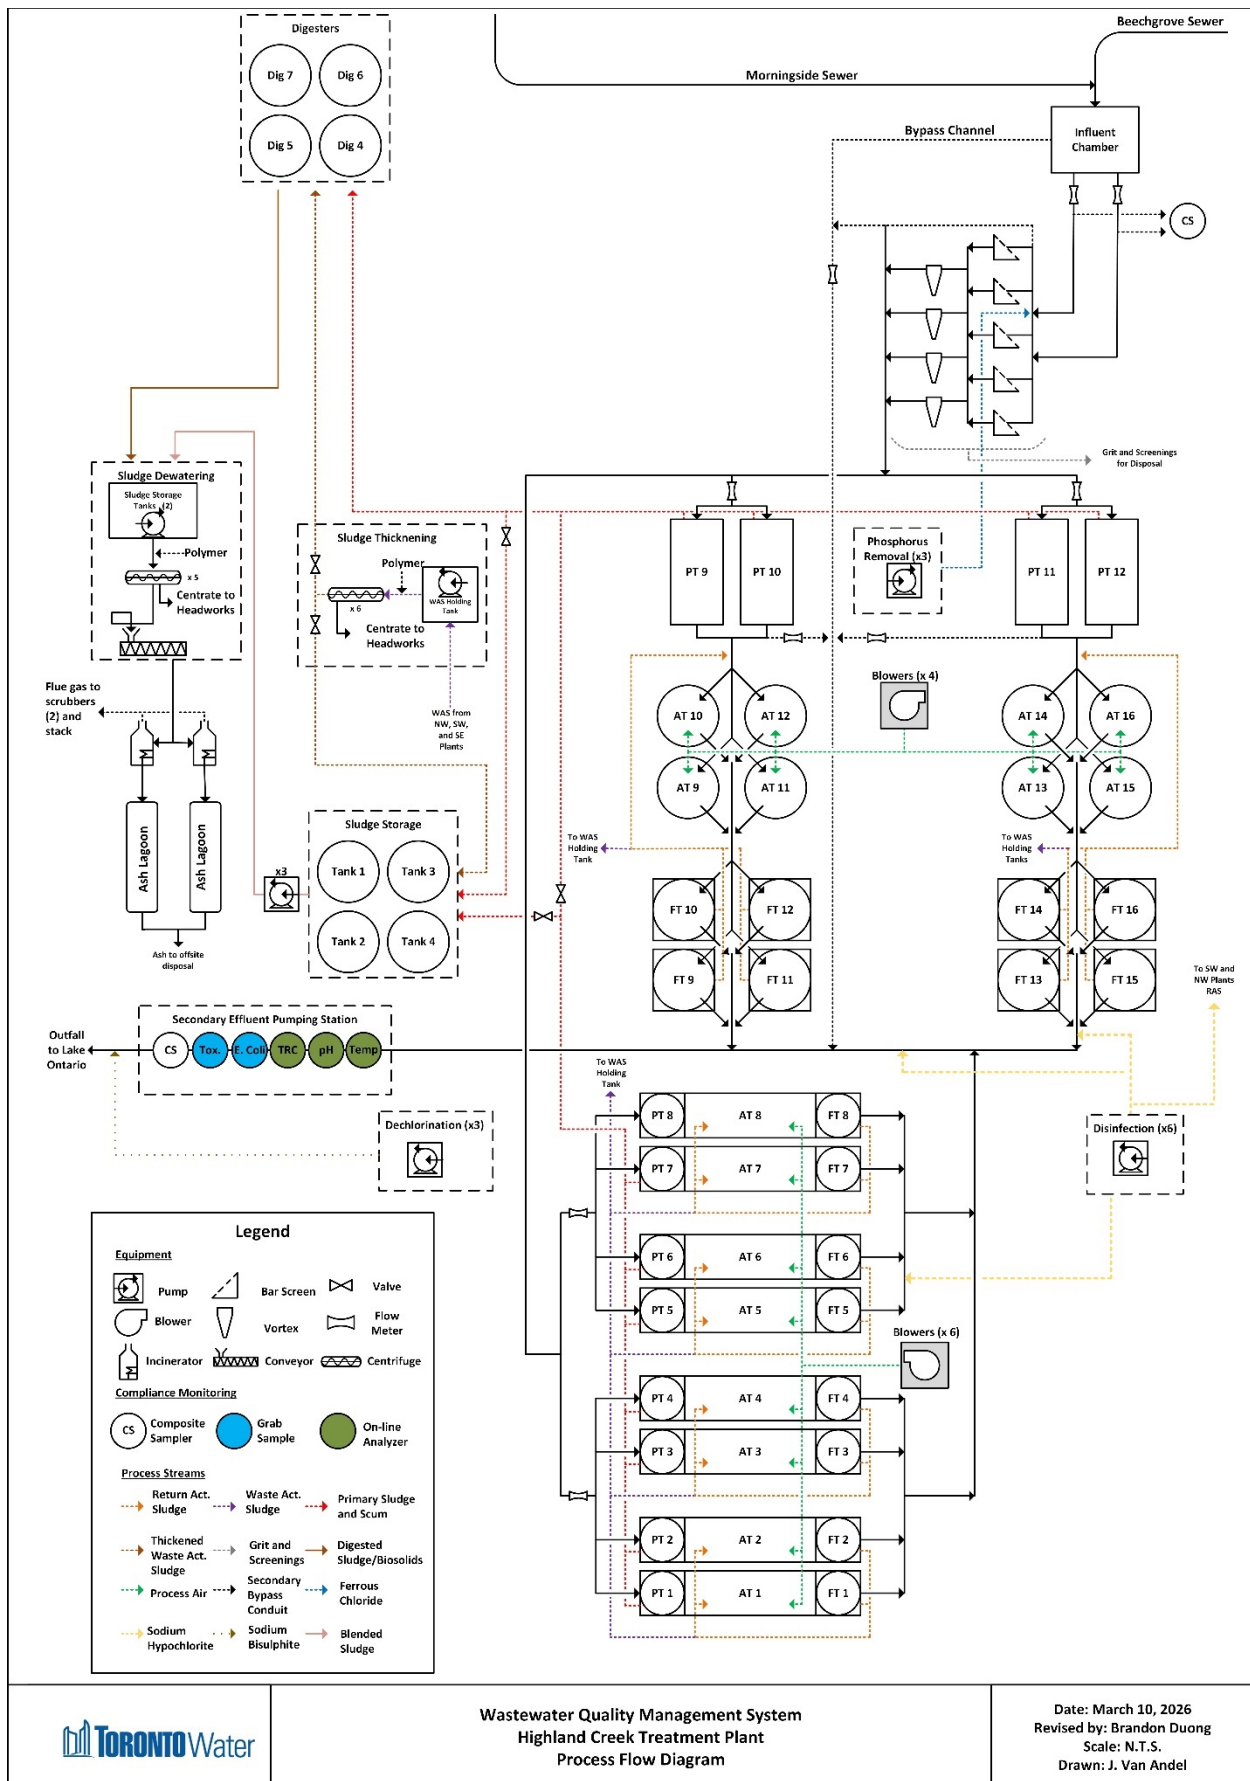 Beechgrove Sewer
Digesters
Dig 7
Dig 6
Dig 5
Dig 4
Morningside Sewer
Bypass Channel
Influent
Chamber
CS
Grit and Screenings
for Disposal
Sludge Dewatering
Sludge Storage
Tanks (2)
Polymer
x 5
Centrate to
Headworks
Sludge Thicknening
Polymer
WAS Holding
Tank
x 6
Centrate to
Headworks
WAS from
NW, SW,
and SE
Plants
PT 9
PT 10
Phosphorus
Removal (x3)
PT 11
PT 12
Flue gas to
scrubbers
(2) and
stack
Ash Lagoon
Ash Lagoon
Ash to offsite
disposal
Blowers (x 4)
AT 10
AT 12
AT 9
AT 11
AT 14
AT 16
AT 13
AT 15
Sludge Storage
Tank 1
Tank 3
Tank 2
Tank 4
x3
To WAS
Holding
Tank
To WAS
Holding
Tanks
FT 10
FT 12
FT 9
FT 11
FT 14
FT 16
FT 13
FT 15
To SW and
NW Plants
RAS
Secondary Effluent Pumping Station
CS
Tox.
E. Coli
TRC
pH
Temp
Outfall
to Lake
Ontario
Dechlorination (x3)
To WAS
Holding
Tank
Disinfection (x6)
PT 8
AT 8
FT 8
PT 7
AT 7
FT 7
PT 6
AT 6
FT 6
PT 5
AT 5
FT 5
Blowers (x 6)
PT 4
AT 4
FT 4
PT 3
AT 3
FT 3
PT 2
AT 2
FT 2
PT 1
AT 1
FT 1
Legend
Equipment
Pump
Bar Screen
Valve
Blower
Vortex
Flow
Meter
Incinerator
Conveyor
Centrifuge
Compliance Monitoring
CS
Composite
Sampler
Grab
Sample
On-line
Analyzer
Process Streams
Return Act.
Sludge
Waste Act.
Sludge
Primary Sludge
and Scum
Thickened
Waste Act.
Sludge
Grit and
Screenings
Digested
Sludge/Biosolids
Process Air
Secondary
Bypass
Conduit
Ferrous
Chloride
Sodium
Hypochlorite
Sodium
Bisulphite
Blended
Sludge
TORONTO Water
Wastewater Quality Management System
Highland Creek Treatment Plant
Process Flow Diagram
Date: March 10, 2026
Revised by: Brandon Duong
Scale: N.T.S.
Drawn: J. Van Andel